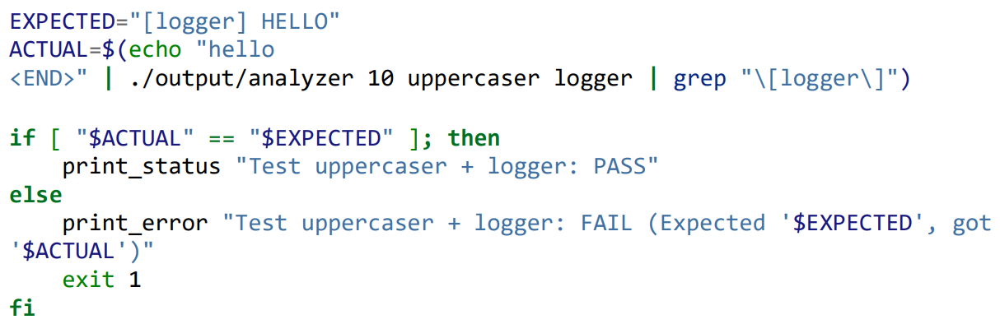 EXPECTED="[logger] HELLO"
ACTUAL=$(echo "hello
<END>" | ./output/analyzer 10 uppercaser logger | grep "\[logger\]")
if [ "$ACTUAL" == "$EXPECTED" ]; then
    print_status "Test uppercaser + logger: PASS"
else
    print_error "Test uppercaser + logger: FAIL (Expected '$EXPECTED', got
'$ACTUAL')"
    exit 1
fi